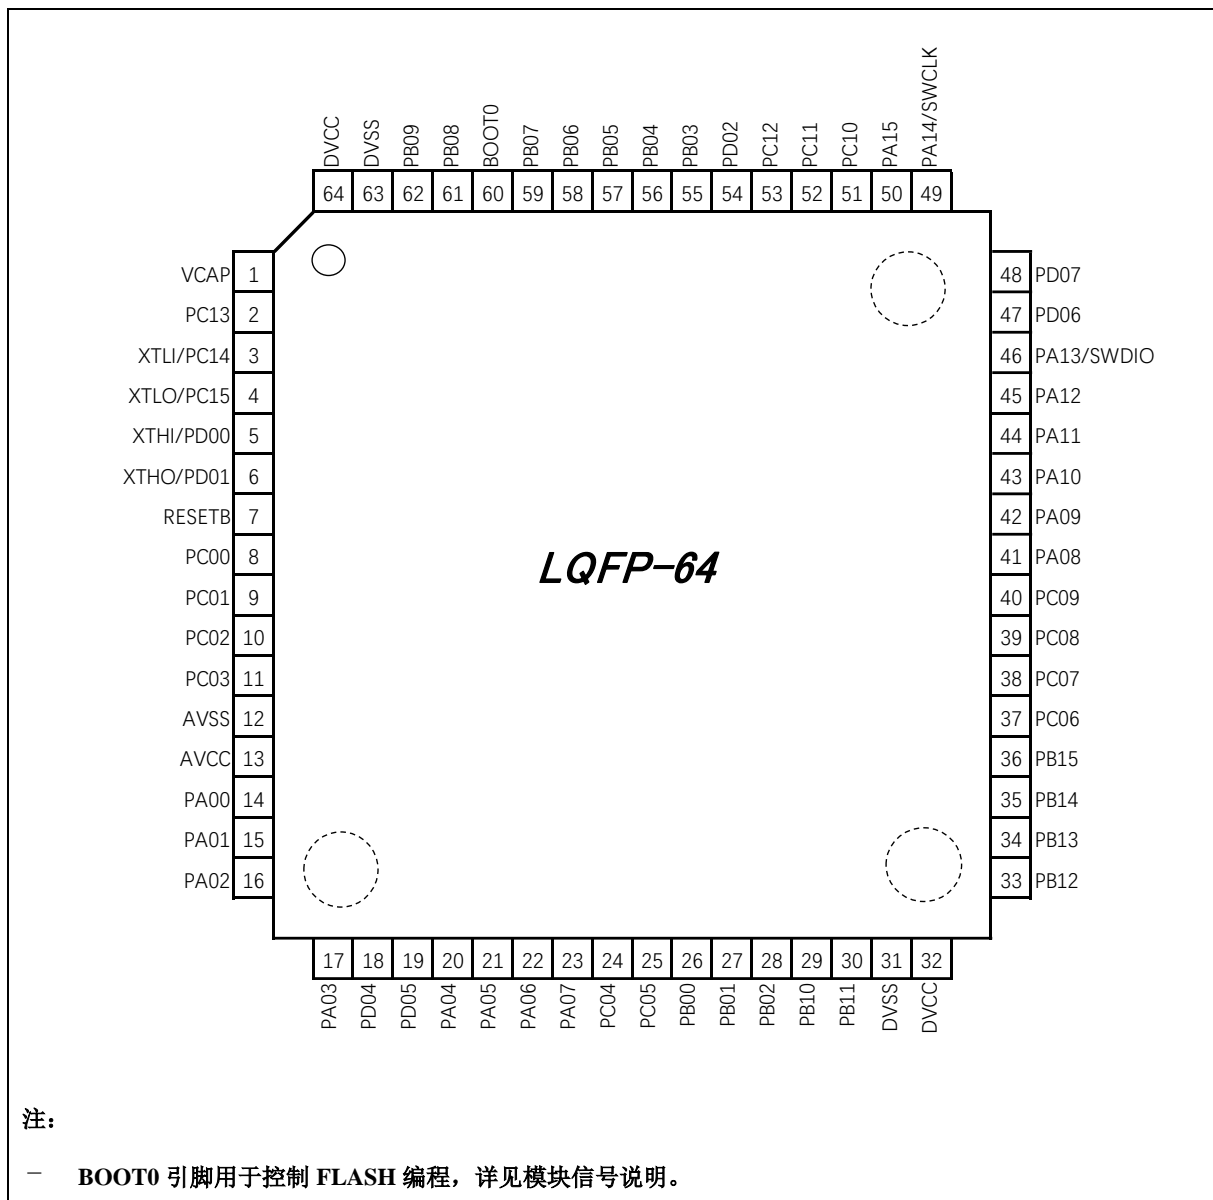 DVCC
DVSS
PB09
PB08
BOOT0
PB07
PB06
PB05
PB04
PB03
PD02
PC12
PC11
PC10
PA15
PA14/SWCLK
64 63 62 61 60 59 58 57 56 55 54 53 52 51 50 49
VCAP 1
PC13 2
XTLI/PC14 3
XTLO/PC15 4
XTHI/PD00 5
XTHO/PD01 6
RESETB 7
PC00 8
PC01 9
PC02 10
PC03 11
AVSS 12
AVCC 13
PA00 14
PA01 15
PA02 16
LQFP-64
48 PD07
47 PD06
46 PA13/SWDIO
45 PA12
44 PA11
43 PA10
42 PA09
41 PA08
40 PC09
39 PC08
38 PC07
37 PC06
36 PB15
35 PB14
34 PB13
33 PB12
17 18 19 20 21 22 23 24 25 26 27 28 29 30 31 32
PA03
PD04
PD05
PA04
PA05
PA06
PA07
PC04
PC05
PB00
PB01
PB02
PB10
PB11
DVSS
DVCC
注：
— BOOT0 引脚用于控制 FLASH 编程，详见模块信号说明。